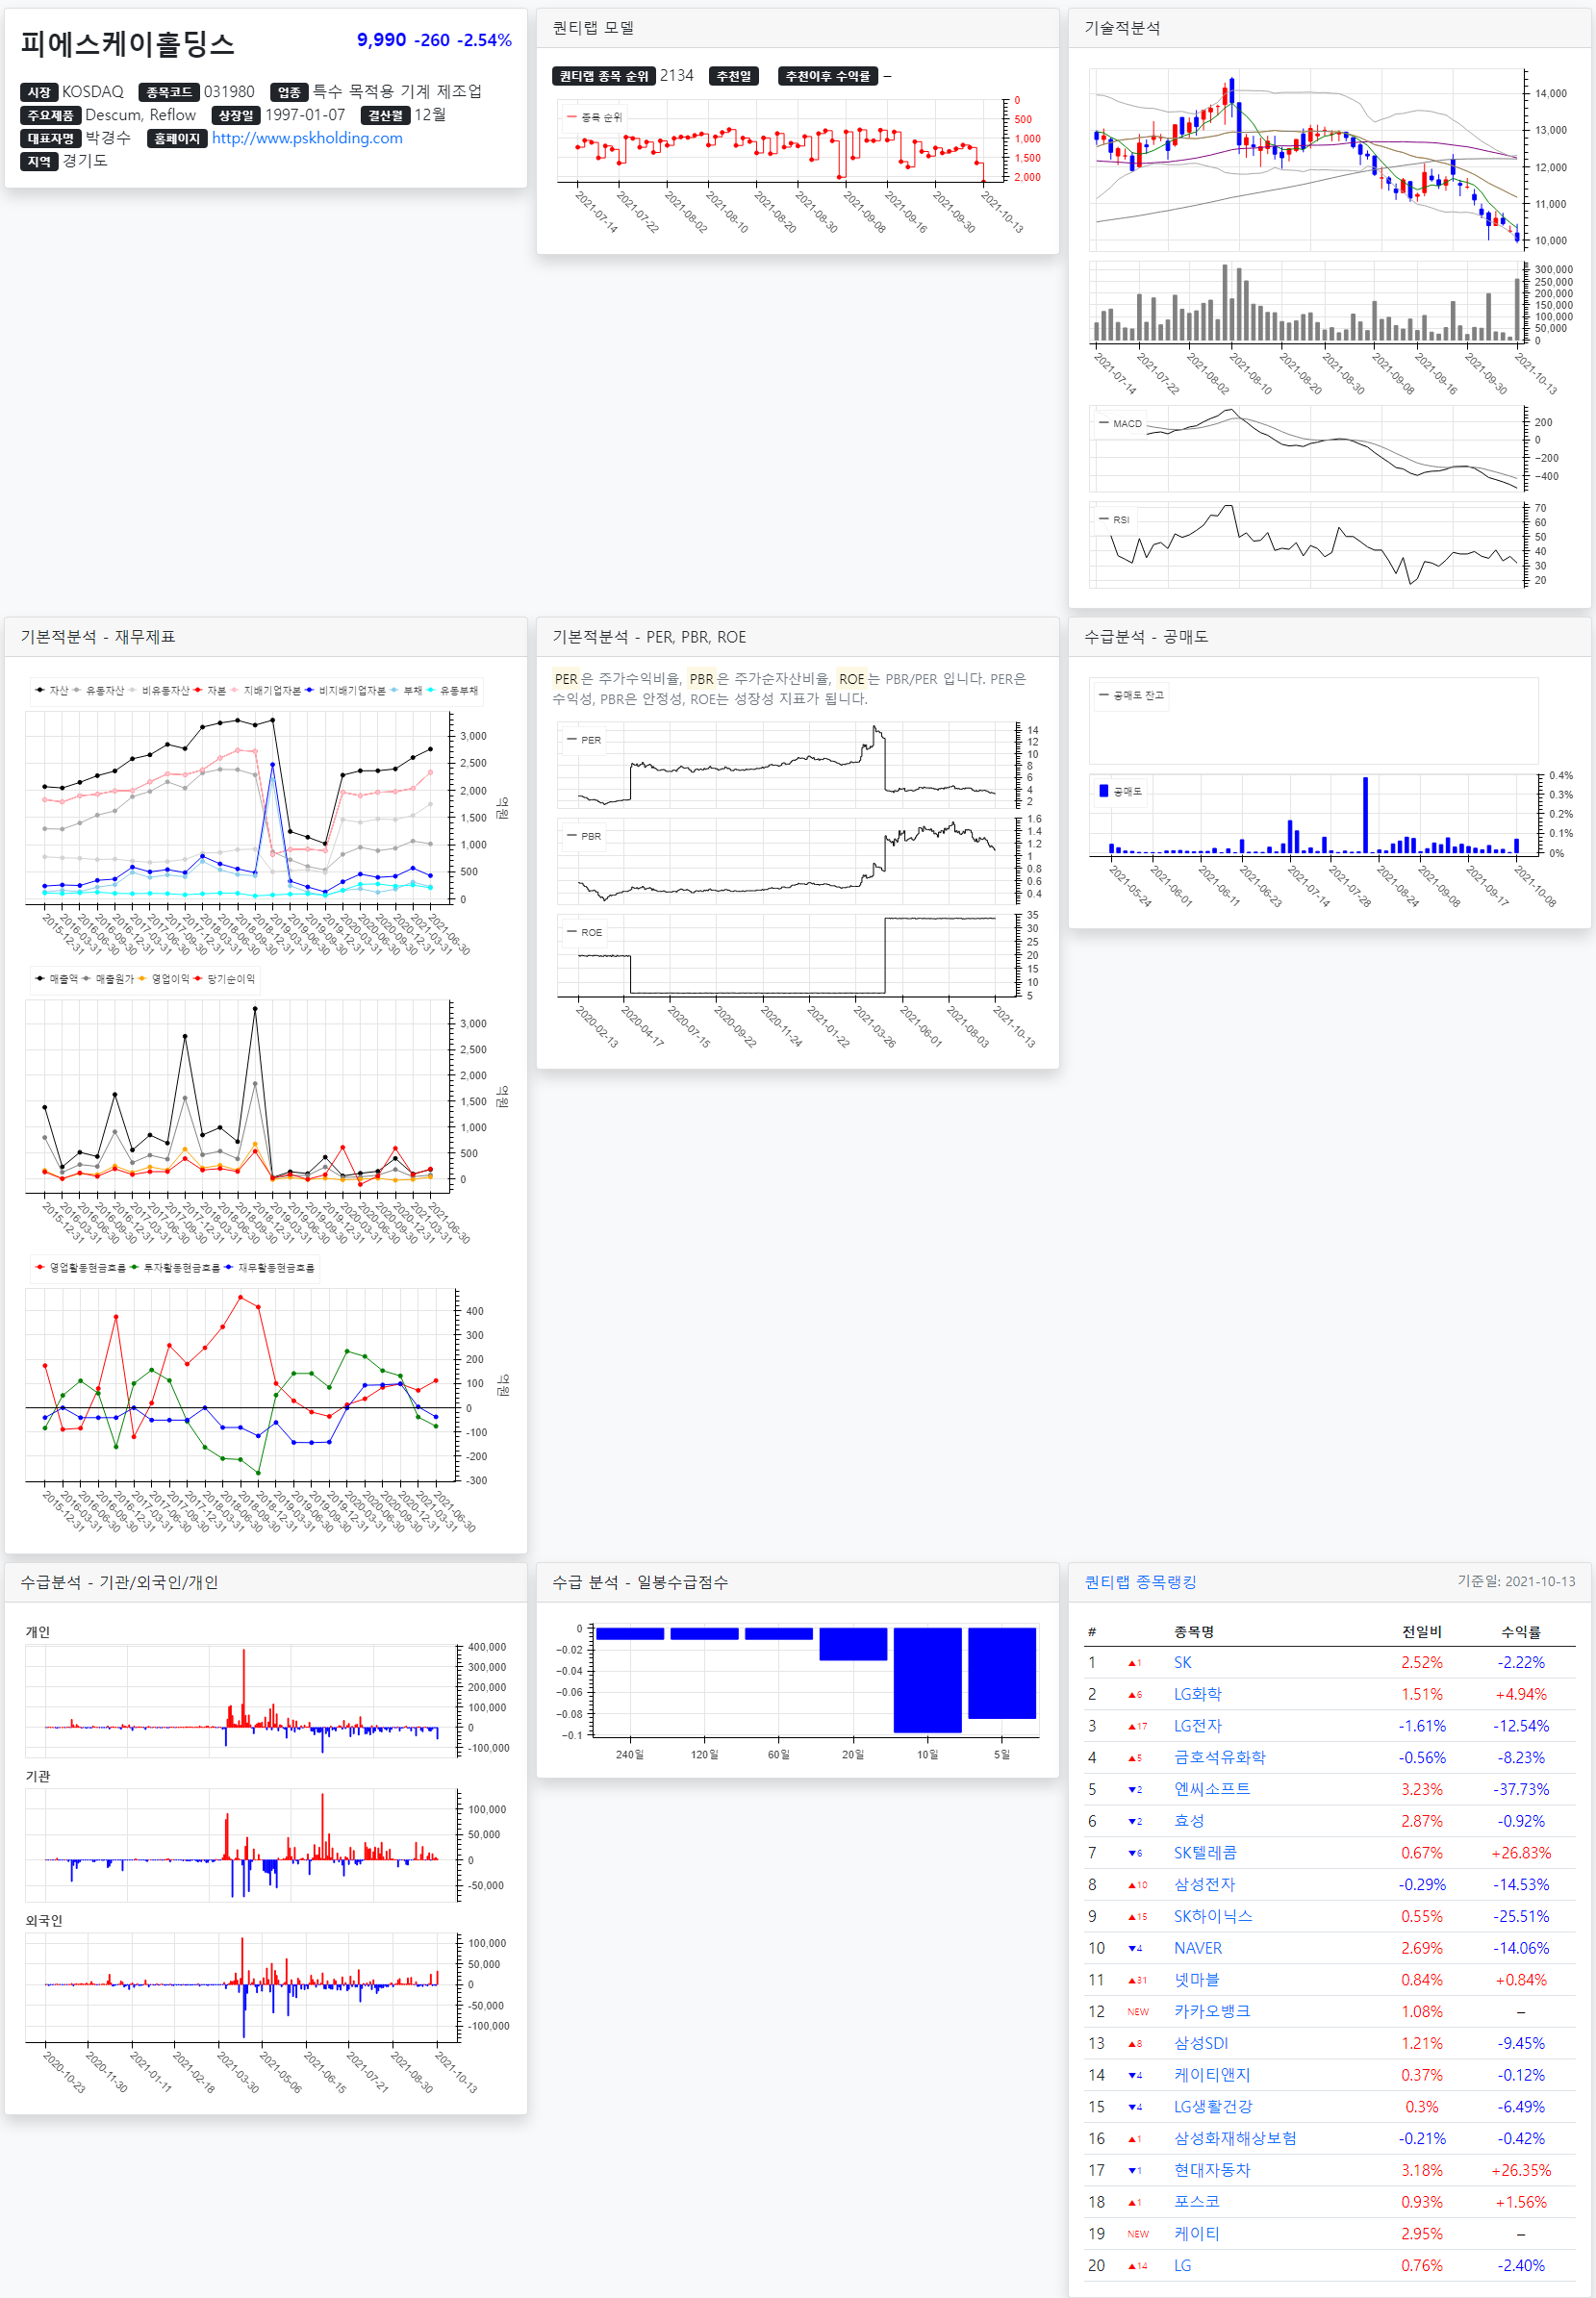 피에스케이홀딩스 9,990 -260 -2.54%
시장 KOSDAQ 종목코드 031980 업종 특수 목적용 기계 제조업
주요제품 Descum, Reflow 상장일 1997-01-07 결산월 12월
대표자명 박경수 홈페이지 http://www.pskholding.com
지역 경기도
퀀티랩 모델
퀀티랩 종목 순위 2134 추천일 추천이후 수익률 –
종목 순위
0
500
1,000
1,500
2,000
2021-07-14 2021-07-22 2021-08-02 2021-08-10 2021-08-20 2021-08-30 2021-09-08 2021-09-16 2021-09-30 2021-10-13
기술적분석
14,000
13,000
12,000
11,000
10,000
300,000
250,000
200,000
150,000
100,000
50,000
0
2021-07-14 2021-07-22 2021-08-02 2021-08-10 2021-08-20 2021-08-30 2021-09-08 2021-09-16 2021-09-30 2021-10-13
MACD
200
0
−200
−400
RSI
70
60
50
40
30
20
기본적분석 - 재무제표
자산 유동자산 비유동자산 자본 지배기업자본 비지배기업자본 부채 유동부채
3,000
2,500
2,000
1,500
1,000
500
0
억원
2015-12-31 2016-03-31 2016-06-30 2016-09-30 2016-12-31 2017-03-31 2017-06-30 2017-09-30 2017-12-31 2018-03-31 2018-06-30 2018-09-30 2018-12-31 2019-03-31 2019-06-30 2019-09-30 2019-12-31 2020-03-31 2020-06-30 2020-09-30 2020-12-31 2021-03-31 2021-06-30
매출액 매출원가 영업이익 당기순이익
3,000
2,500
2,000
1,500
1,000
500
0
억원
2015-12-31 2016-03-31 2016-06-30 2016-09-30 2016-12-31 2017-03-31 2017-06-30 2017-09-30 2017-12-31 2018-03-31 2018-06-30 2018-09-30 2018-12-31 2019-03-31 2019-06-30 2019-09-30 2019-12-31 2020-03-31 2020-06-30 2020-09-30 2020-12-31 2021-03-31 2021-06-30
영업활동현금흐름 투자활동현금흐름 재무활동현금흐름
400
300
200
100
0
-100
-200
-300
억원
2015-12-31 2016-03-31 2016-06-30 2016-09-30 2016-12-31 2017-03-31 2017-06-30 2017-09-30 2017-12-31 2018-03-31 2018-06-30 2018-09-30 2018-12-31 2019-03-31 2019-06-30 2019-09-30 2019-12-31 2020-03-31 2020-06-30 2020-09-30 2020-12-31 2021-03-31 2021-06-30
기본적분석 - PER, PBR, ROE
PER은 주가수익비율, PBR은 주가순자산비율, ROE는 PBR/PER 입니다. PER은
수익성, PBR은 안정성, ROE는 성장성 지표가 됩니다.
PER
14
12
10
8
6
4
2
PBR
1.6
1.4
1.2
1
0.8
0.6
0.4
ROE
35
30
25
20
15
10
5
2020-02-13 2020-04-17 2020-07-15 2020-09-22 2020-11-24 2021-01-22 2021-03-26 2021-06-01 2021-08-03 2021-10-13
수급분석 - 공매도
공매도 잔고
공매도
0.4%
0.3%
0.2%
0.1%
0%
2021-05-24 2021-06-01 2021-06-11 2021-06-23 2021-07-14 2021-07-28 2021-08-24 2021-09-08 2021-09-17 2021-10-08
수급분석 - 기관/외국인/개인
개인
400,000
300,000
200,000
100,000
0
-100,000
기관
100,000
50,000
0
-50,000
외국인
100,000
50,000
0
-50,000
-100,000
2020-10-23 2020-11-30 2021-01-11 2021-02-18 2021-03-30 2021-05-06 2021-06-15 2021-07-21 2021-08-30 2021-10-13
수급 분석 - 일봉수급점수
0
−0.02
−0.04
−0.06
−0.08
−0.1
240일 120일 60일 20일 10일 5일
퀀티랩 종목랭킹 기준일: 2021-10-13
# 종목명 전일비 수익률
1 ▲1 SK 2.52% -2.22%
2 ▲6 LG화학 1.51% +4.94%
3 ▲17 LG전자 -1.61% -12.54%
4 ▲5 금호석유화학 -0.56% -8.23%
5 ▼2 엔씨소프트 3.23% -37.73%
6 ▼2 효성 2.87% -0.92%
7 ▼6 SK텔레콤 0.67% +26.83%
8 ▲10 삼성전자 -0.29% -14.53%
9 ▲15 SK하이닉스 0.55% -25.51%
10 ▼4 NAVER 2.69% -14.06%
11 ▲31 넷마블 0.84% +0.84%
12 NEW 카카오뱅크 1.08% –
13 ▲8 삼성SDI 1.21% -9.45%
14 ▼4 케이티앤지 0.37% -0.12%
15 ▼4 LG생활건강 0.3% -6.49%
16 ▲1 삼성화재해상보험 -0.21% -0.42%
17 ▼1 현대자동차 3.18% +26.35%
18 ▲1 포스코 0.93% +1.56%
19 NEW 케이티 2.95% –
20 ▲14 LG 0.76% -2.40%